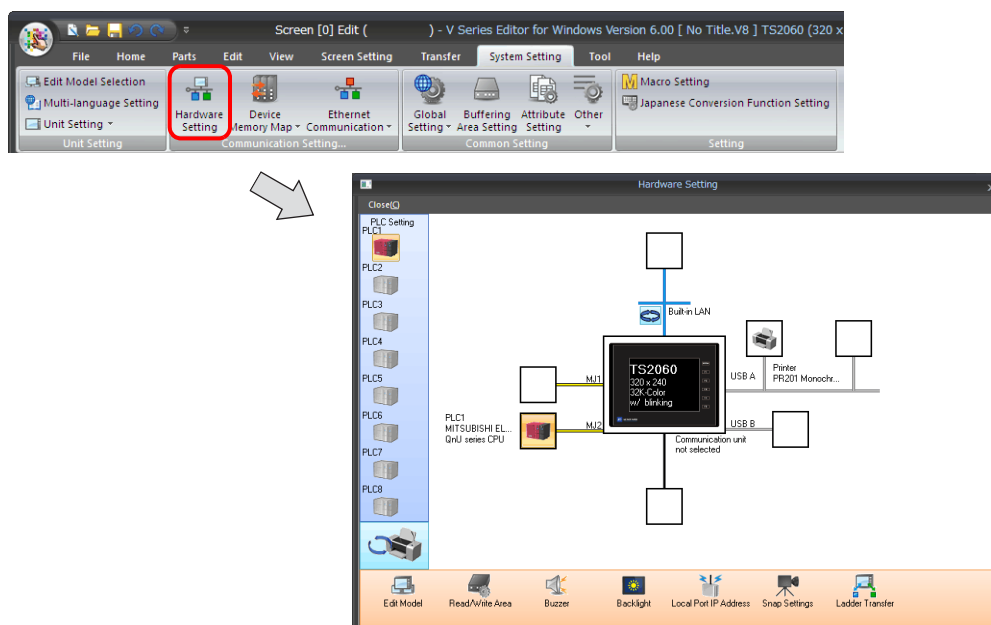 Screen [0] Edit ( ) - V Series Editor for Windows Version 6.00 [ No Title.V8 ] TS2060 (320 x
File Home Parts Edit View Screen Setting Transfer System Setting Tool Help
Edit Model Selection
Multi-language Setting
Unit Setting
Unit Setting
Hardware
Setting
Device
Memory Map
Ethernet
Communication
Communication Setting...
Global
Setting
Buffering
Area Setting
Attribute
Setting
Other
Common Setting
Macro Setting
Japanese Conversion Function Setting
Setting
Hardware Setting
Close(C)
PLC Setting
PLC1
PLC2
PLC3
PLC4
PLC5
PLC6
PLC7
PLC8
Built-in LAN
TS2060
320 x 240
32K-Color
w/ blinking
MJ1
MJ2
PLC1
MITSUBISHI EL...
QnU series CPU
USB A
Printer
PR201 Monochr...
USB B
Communication unit
not selected
Edit Model
Read/Write Area
Buzzer
Backlight
Local Port IP Address
Snap Settings
Ladder Transfer